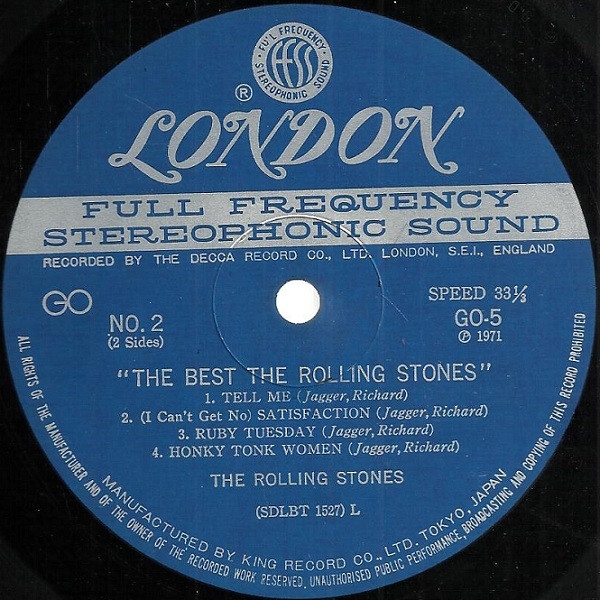 FULL FREQUENCY
ffss
STEREOPHONIC SOUND
®
LONDON
FULL FREQUENCY
STEREOPHONIC SOUND
RECORDED BY THE DECCA RECORD CO., LTD. LONDON, S.E.I., ENGLAND
GO
SPEED 33⅓
NO. 2
GO-5
(2 Sides)
℗ 1971
"THE BEST THE ROLLING STONES"
1. TELL ME (Jagger, Richard)
2. (I Can't Get No) SATISFACTION (Jagger, Richard)
3. RUBY TUESDAY (Jagger, Richard)
4. HONKY TONK WOMEN (Jagger, Richard)
THE ROLLING STONES
(SDLBT 1527) L
MANUFACTURED BY KING RECORD CO., LTD. TOKYO, JAPAN
ALL RIGHTS OF THE MANUFACTURER AND OF THE OWNER OF THE RECORDED WORK RESERVED, UNAUTHORISED PUBLIC PERFORMANCE, BROADCASTING AND COPYING OF THIS RECORD PROHIBITED